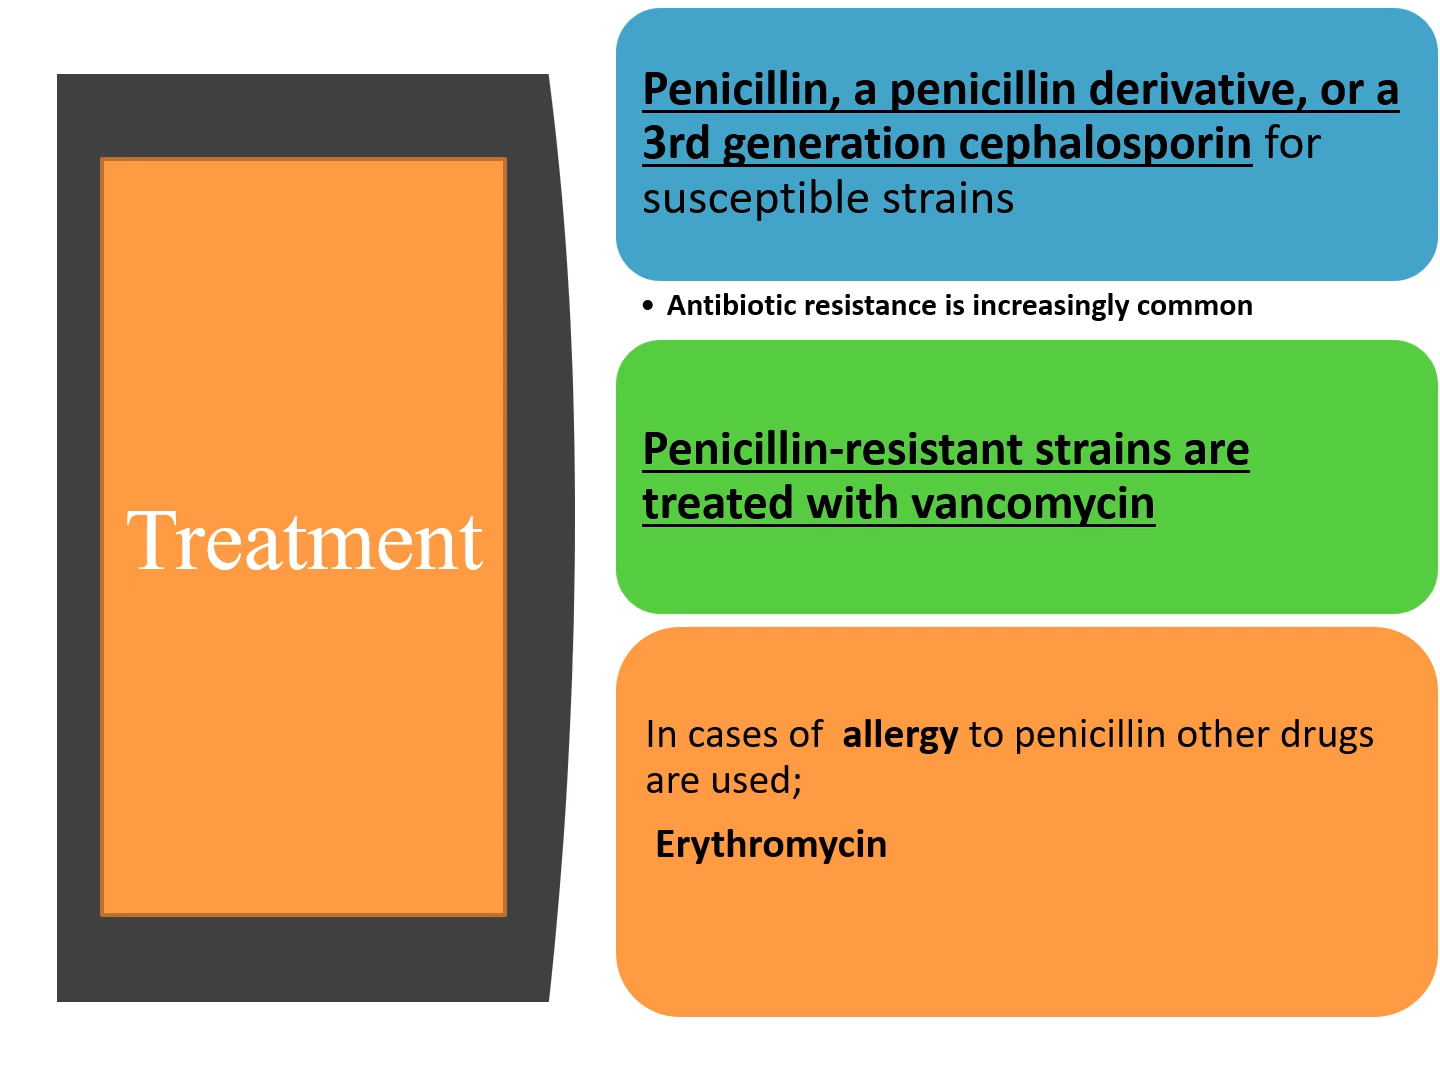 Treatment
Penicillin, a penicillin derivative, or a
3rd generation cephalosporin for
susceptible strains
• Antibiotic resistance is increasingly common
Penicillin-resistant strains are
treated with vancomycin
In cases of  allergy to penicillin other drugs
are used;
Erythromycin